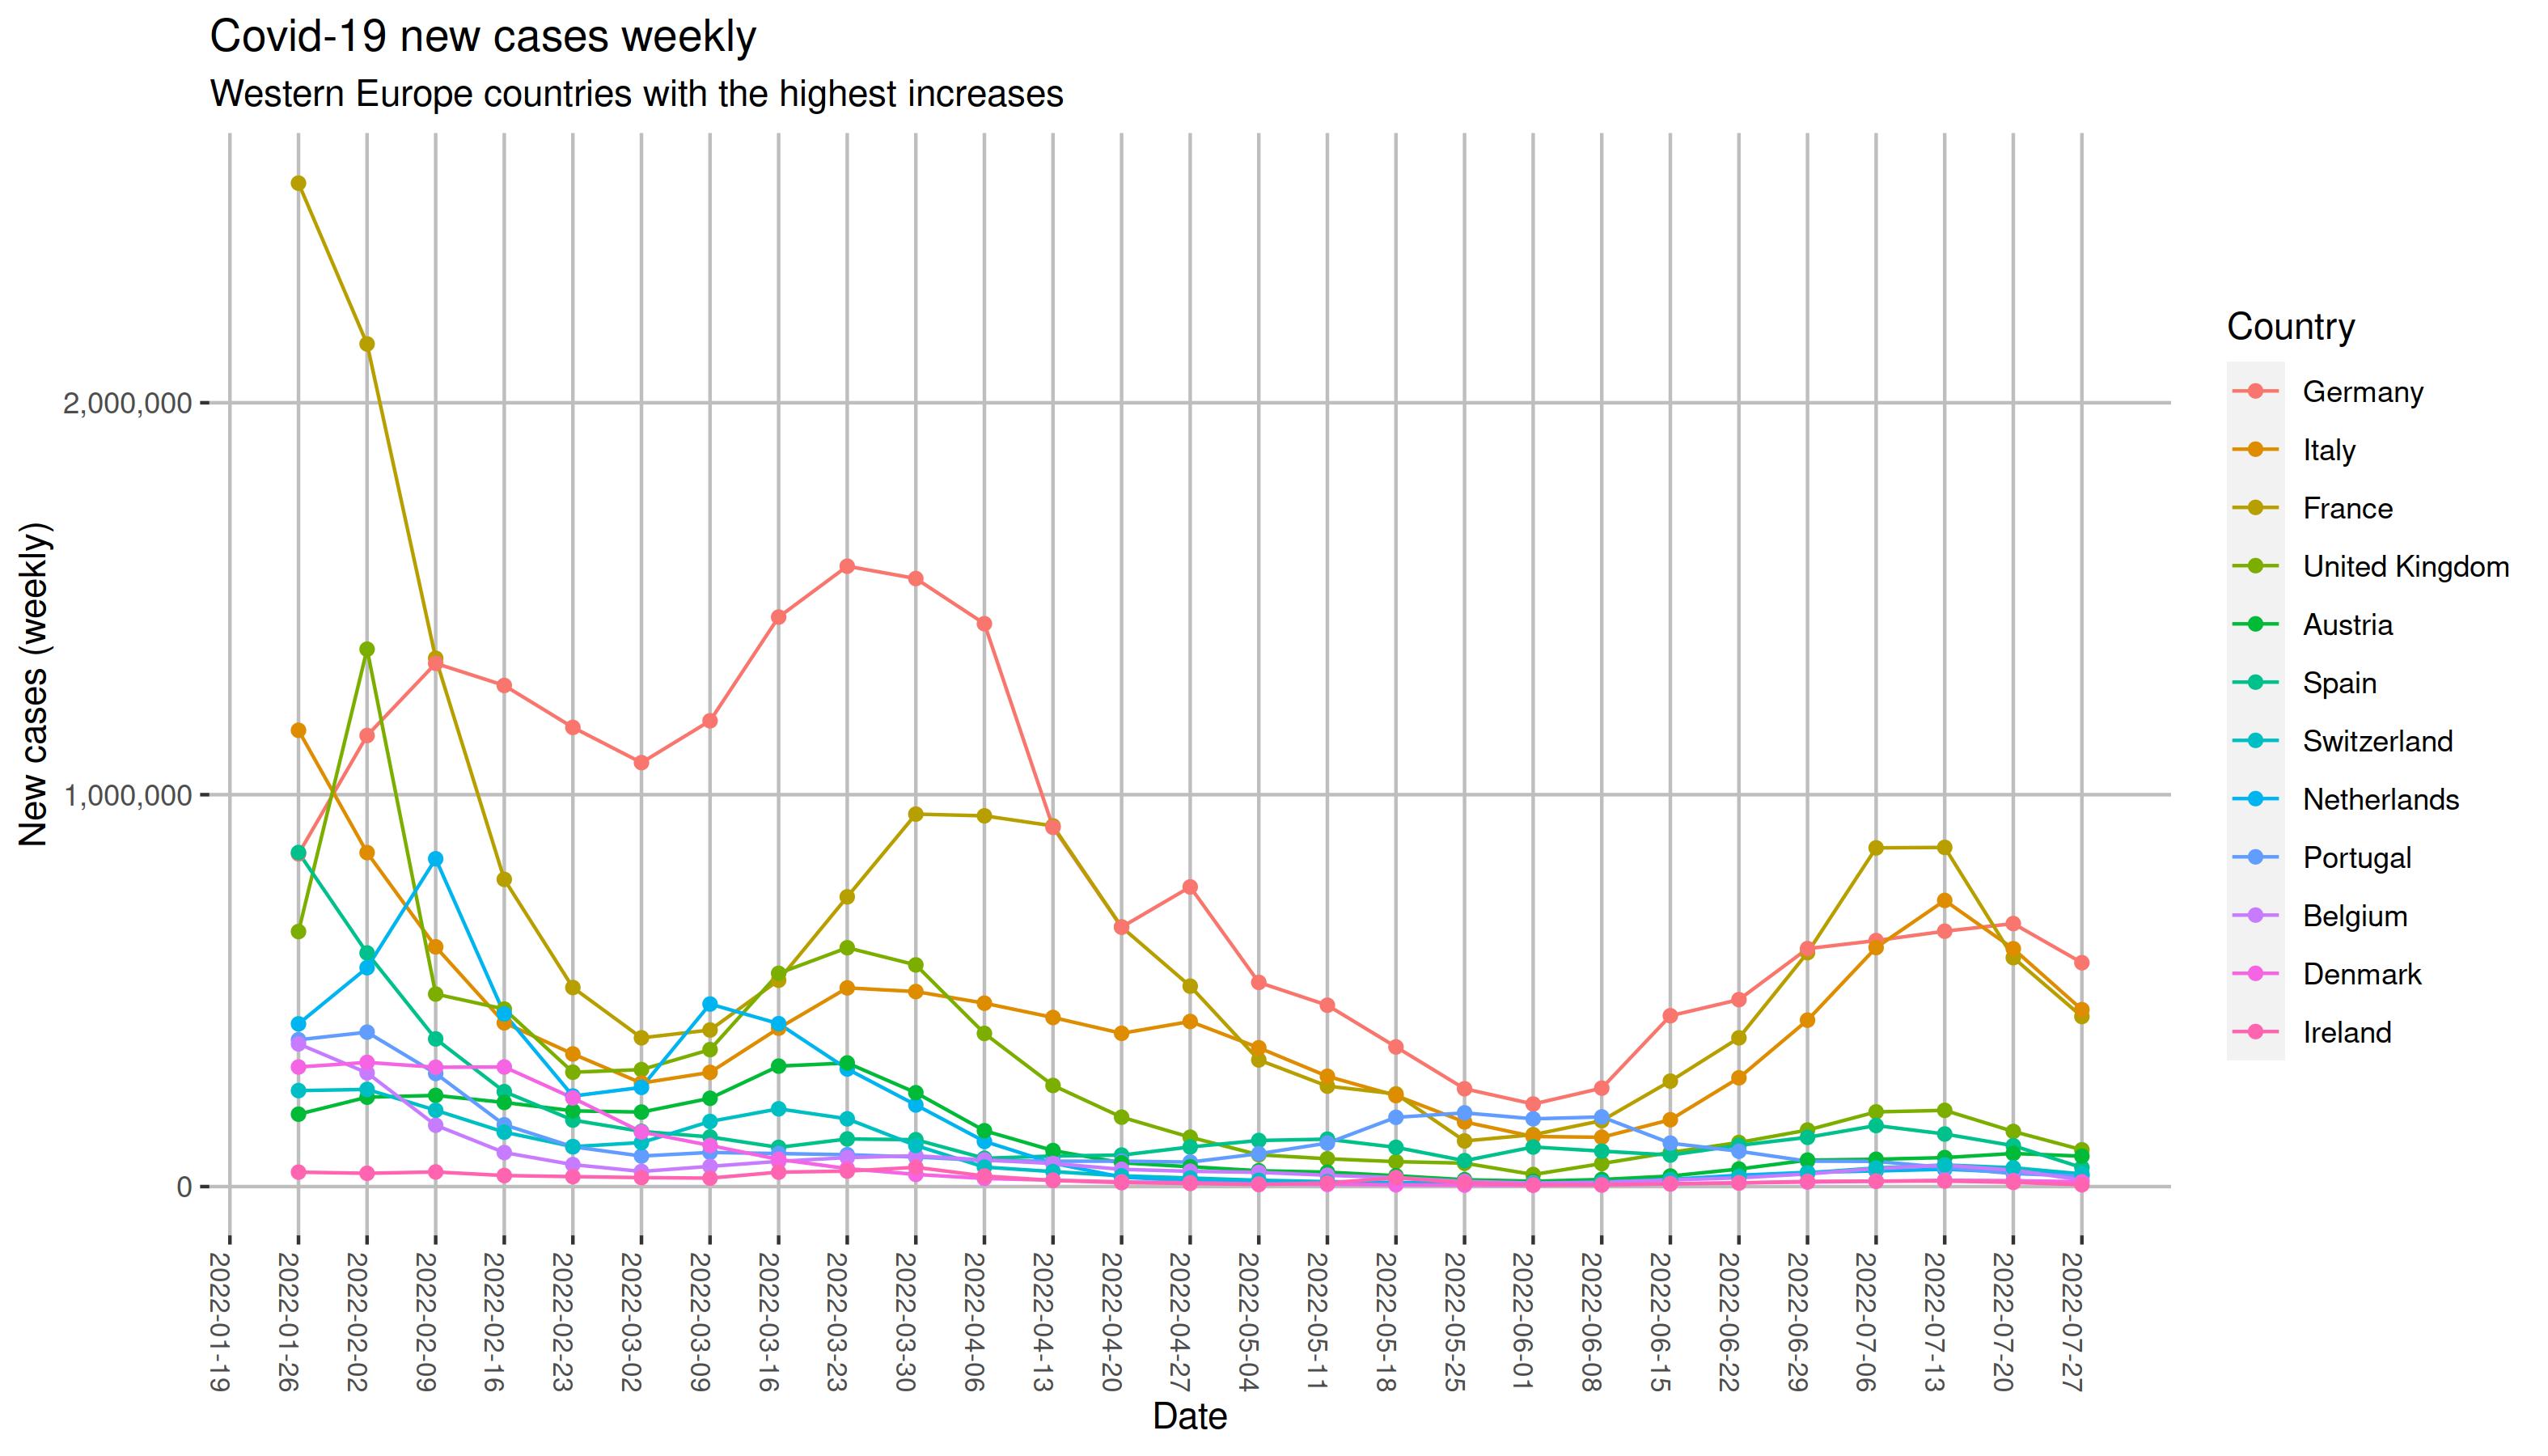 Covid-19 new cases weekly
Western Europe countries with the highest increases
New cases (weekly)
2,000,000
1,000,000
0
2022-01-19
2022-01-26
2022-02-02
2022-02-09
2022-02-16
2022-02-23
2022-03-02
2022-03-09
2022-03-16
2022-03-23
2022-03-30
2022-04-06
2022-04-13
2022-04-20
2022-04-27
2022-05-04
2022-05-11
2022-05-18
2022-05-25
2022-06-01
2022-06-08
2022-06-15
2022-06-22
2022-06-29
2022-07-06
2022-07-13
2022-07-20
2022-07-27
Date
Country
Germany
Italy
France
United Kingdom
Austria
Spain
Switzerland
Netherlands
Portugal
Belgium
Denmark
Ireland